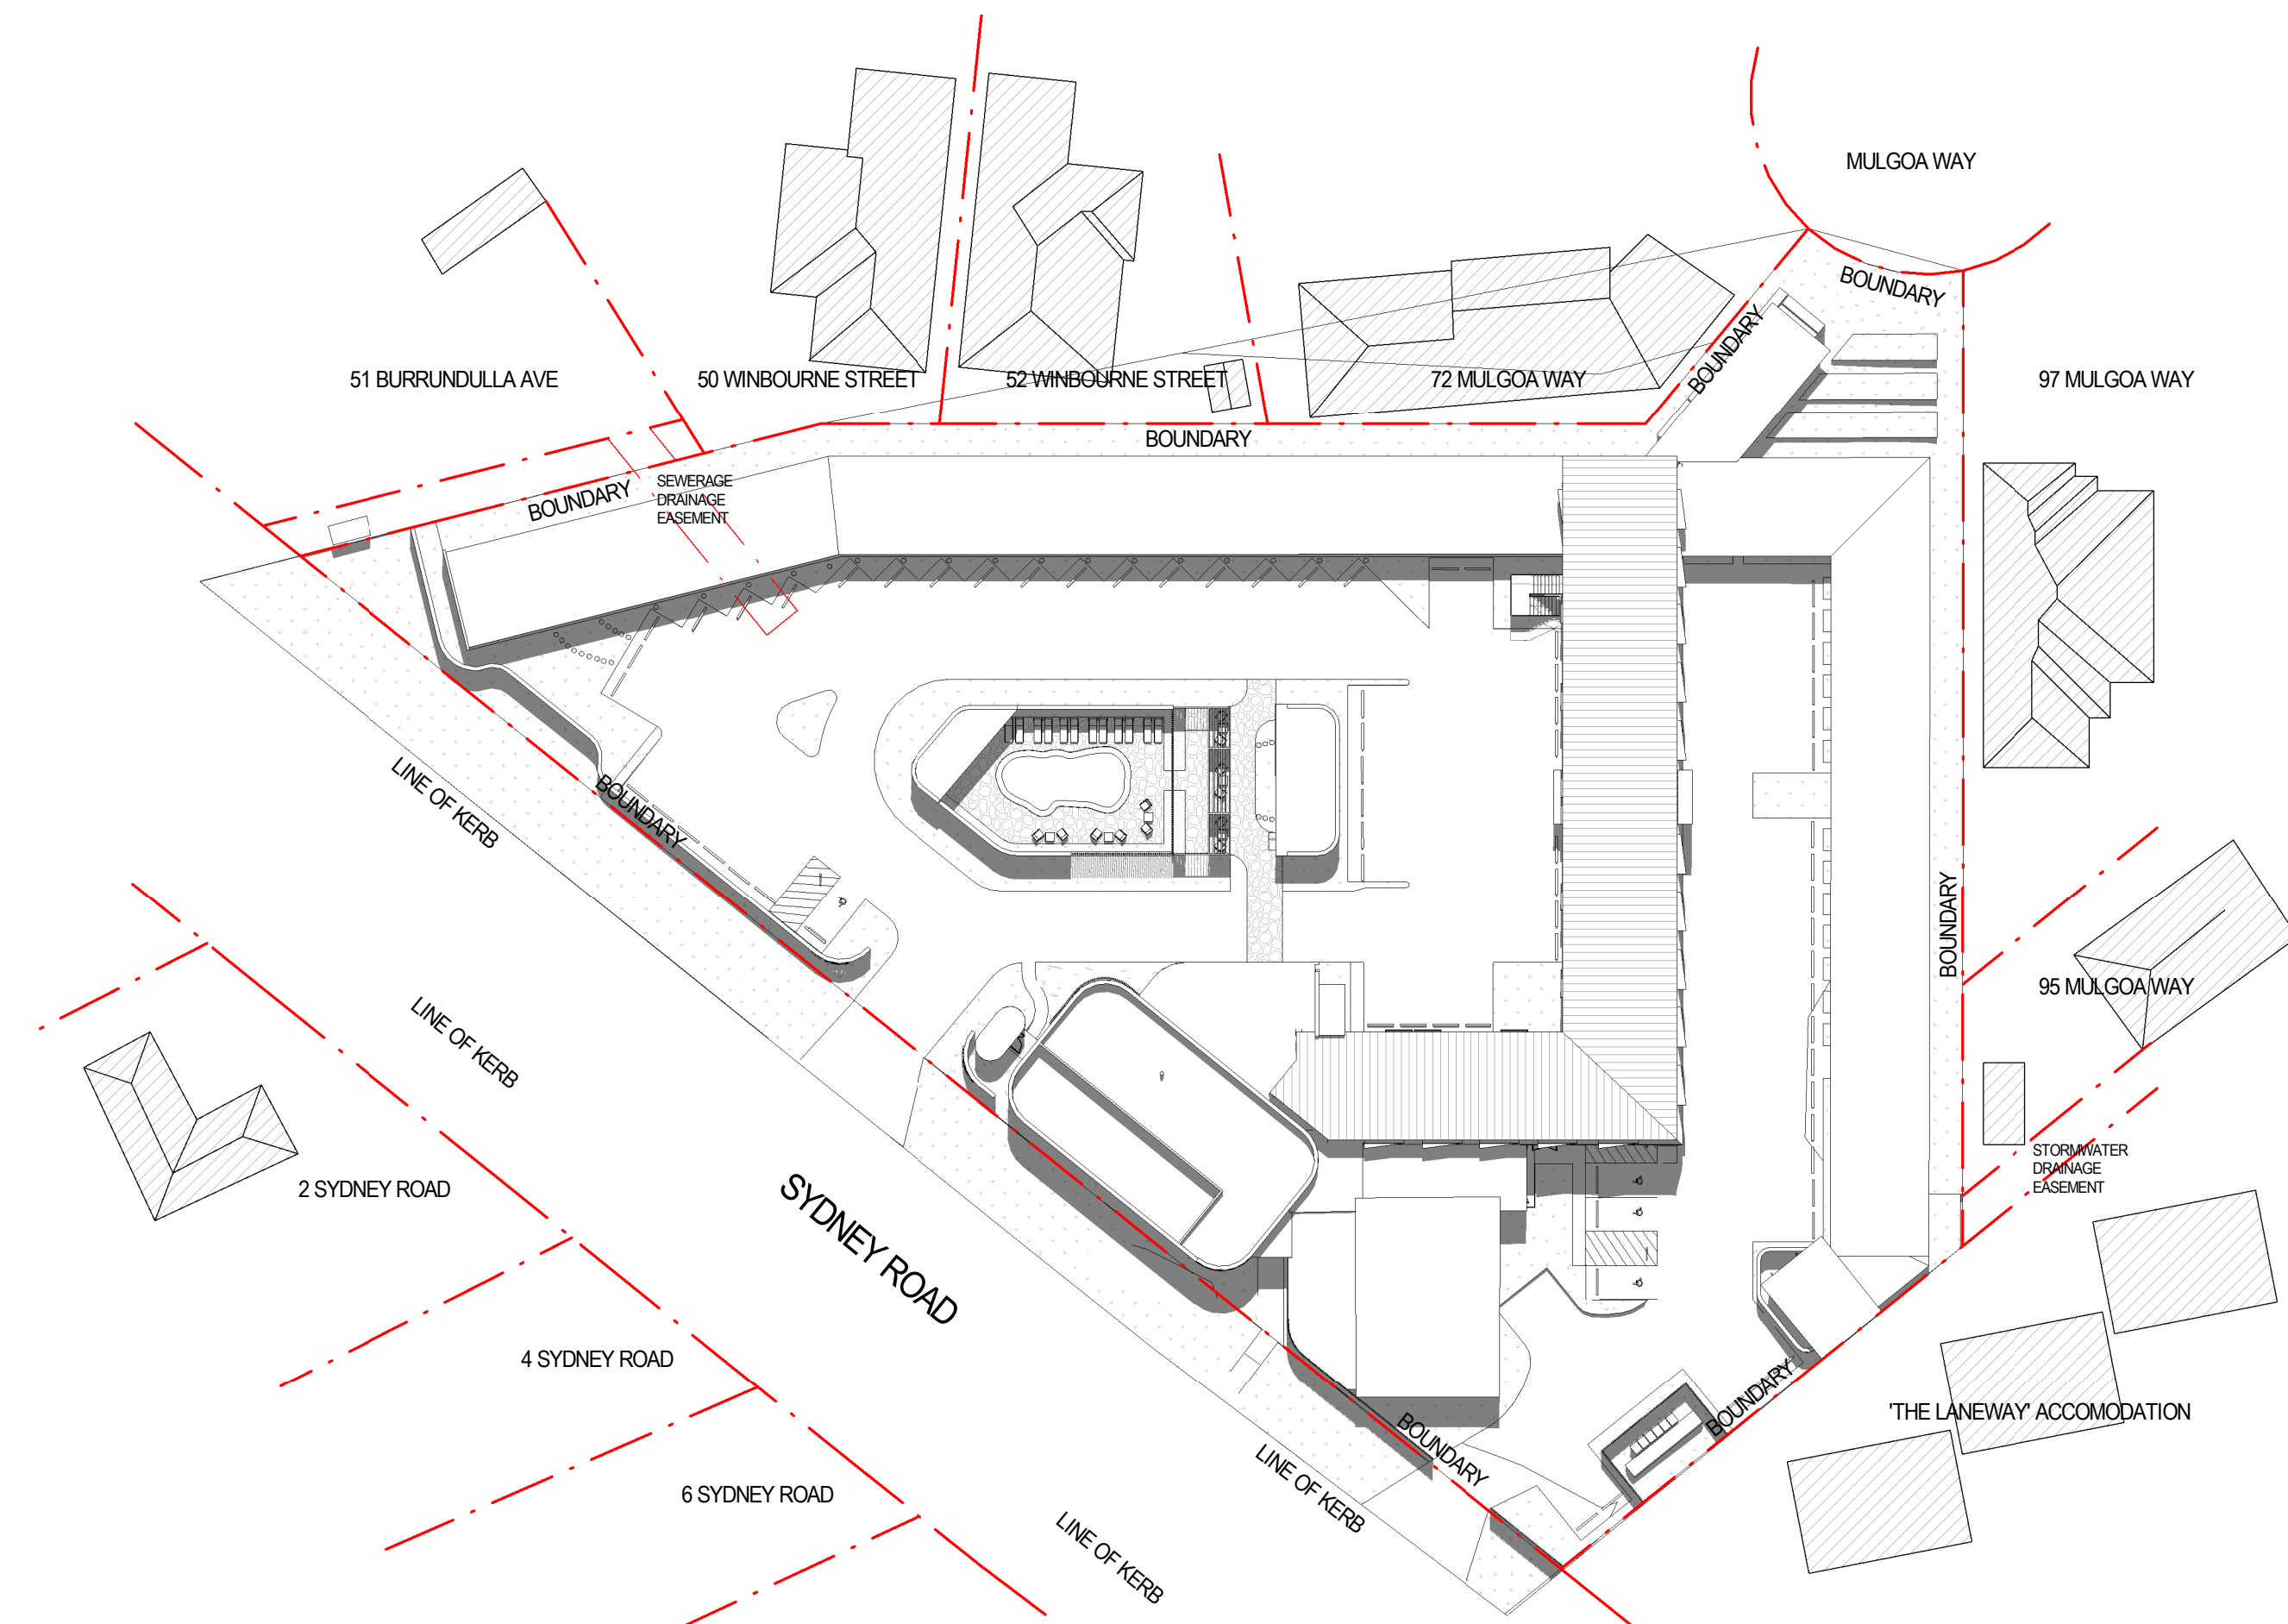 MULGOA WAY
BOUNDARY
BOUNDARY
51 BURRUNDULLA AVE
50 WINBOURNE STREET
52 WINBOURNE STREET
72 MULGOA WAY
97 MULGOA WAY
BOUNDARY
BOUNDARY
SEWERAGE
DRAINAGE
EASEMENT
LINE OF KERB
BOUNDARY
BOUNDARY
95 MULGOA WAY
LINE OF KERB
STORMWATER
DRAINAGE
EASEMENT
2 SYDNEY ROAD
SYDNEY ROAD
4 SYDNEY ROAD
'THE LANEWAY' ACCOMODATION
BOUNDARY
BOUNDARY
6 SYDNEY ROAD
LINE OF KERB
LINE OF KERB